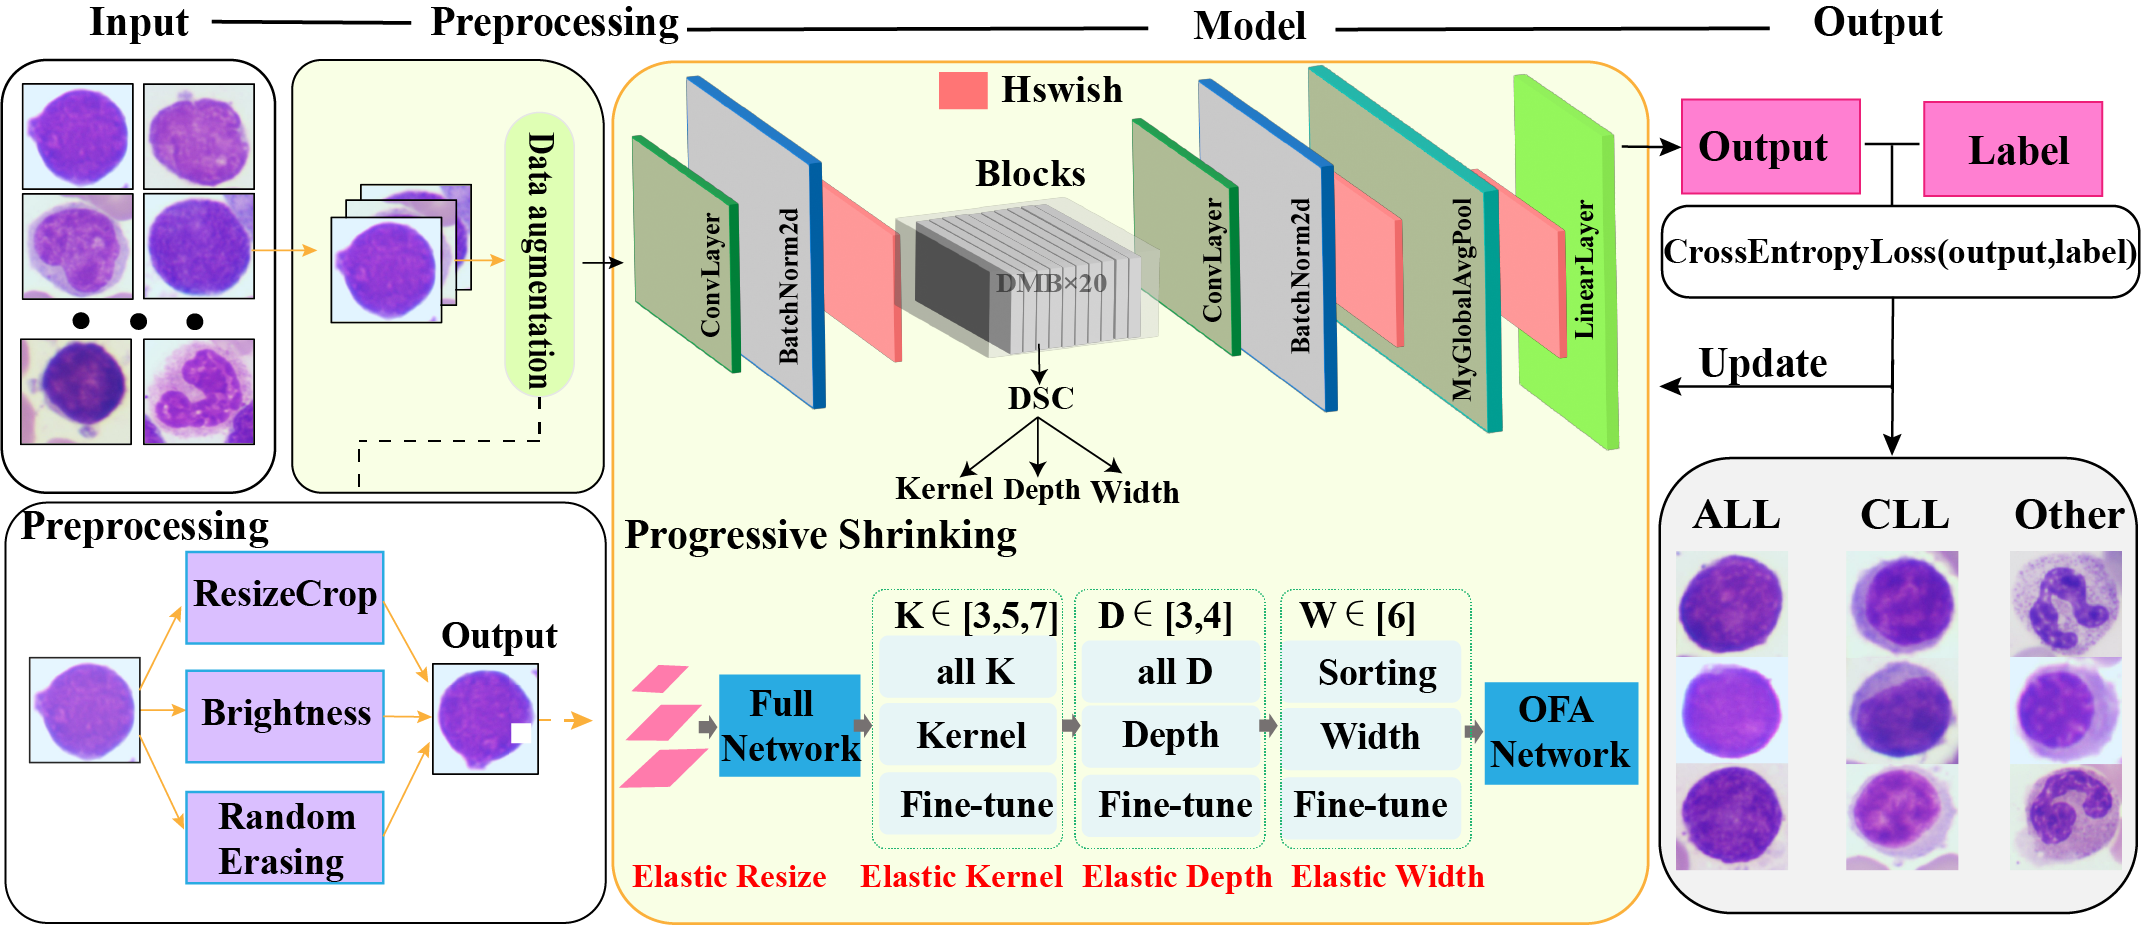 Input
Preprocessing
Model
Output
Data augmentation
Hswish
Blocks
ConvLayer
BatchNorm2d
DMB×20
ConvLayer
BatchNorm2d
MyGlobalAvgPool
LinearLayer
DSC
Kernel Depth Width
Output
Label
CrossEntropyLoss(output,label)
Update
ALL
CLL
Other
Preprocessing
ResizeCrop
Brightness
Random
Erasing
Output
Progressive Shrinking
Full
Network
K ∈ [3,5,7]
all K
Kernel
Fine-tune
D ∈ [3,4]
all D
Depth
Fine-tune
W ∈ [6]
Sorting
Width
Fine-tune
OFA
Network
Elastic Resize
Elastic Kernel
Elastic Depth
Elastic Width